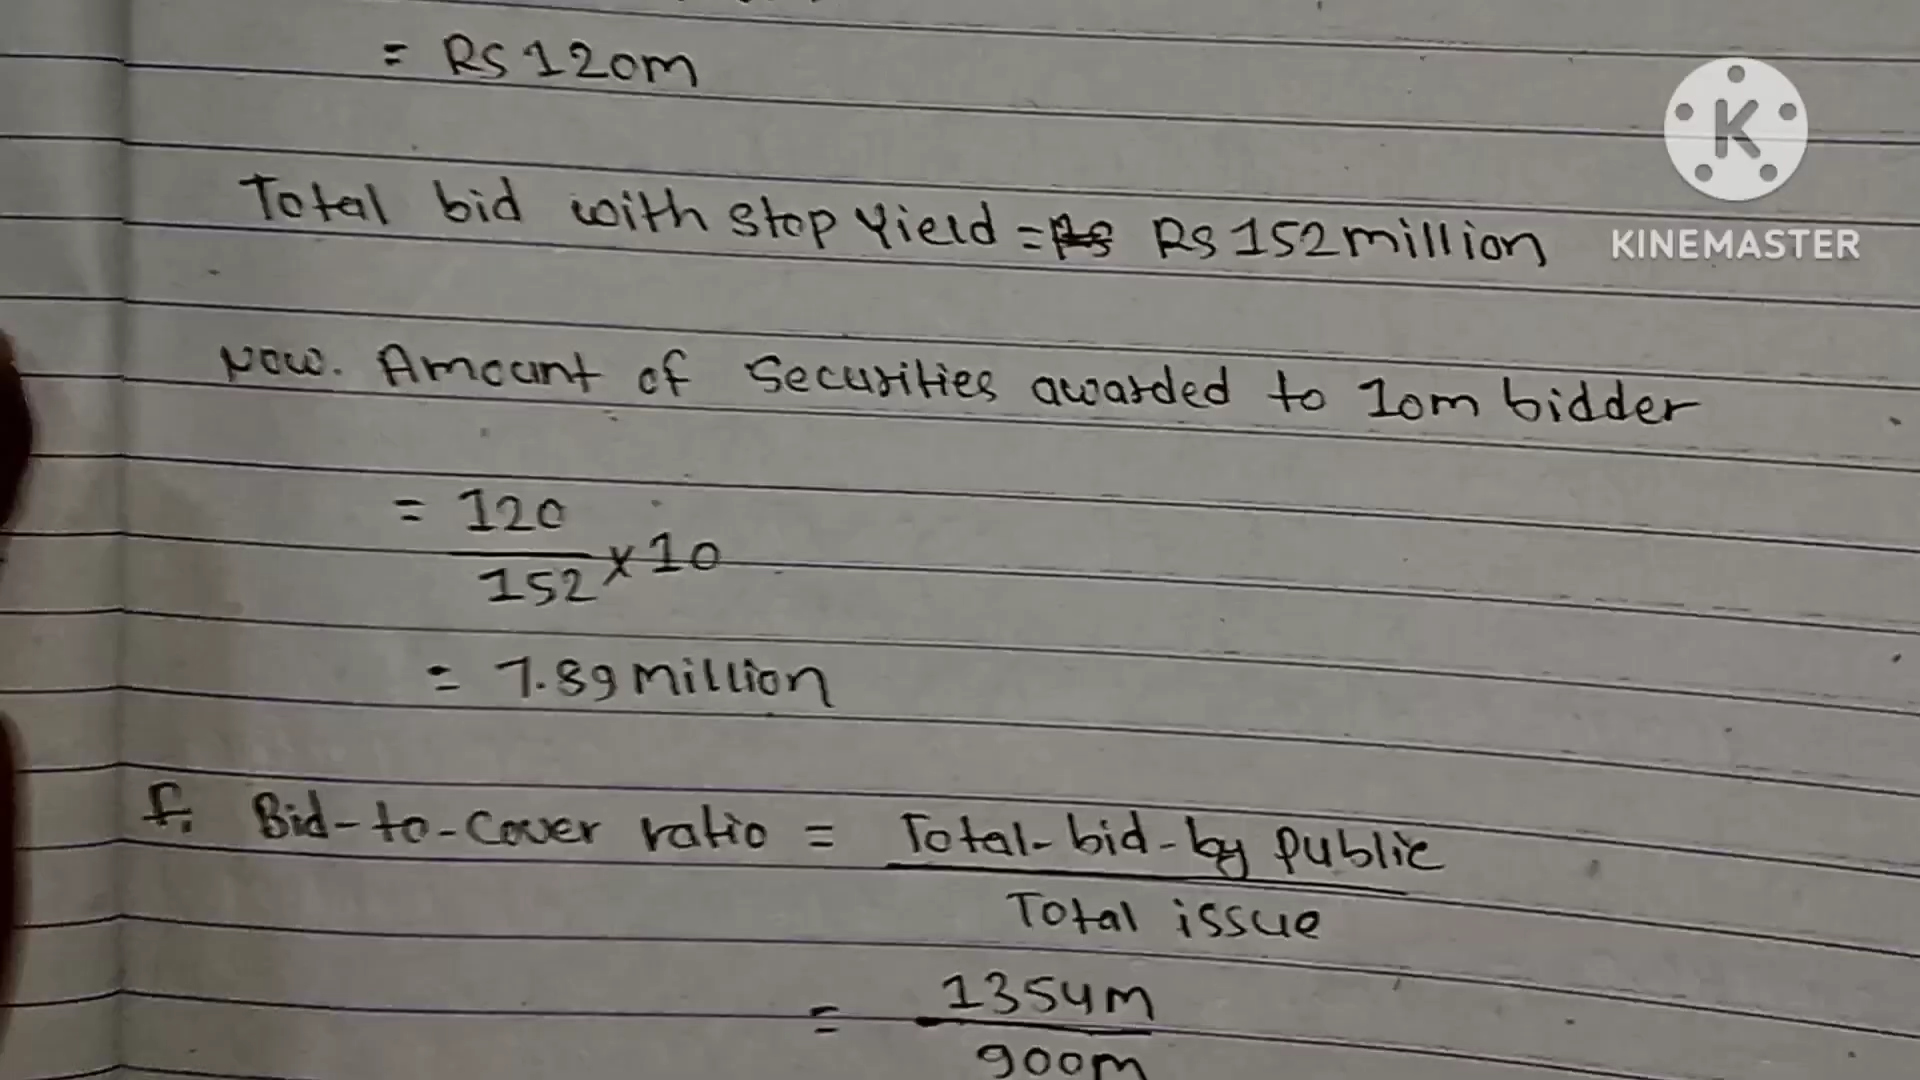 = RS 120m
K
KINEMASTER
Total bid with stop Yield = Rs 152 million
Now. Amount of Securities awarded to 10m bidder
= 120
152 × 10
= 7.89 Million
f. Bid-to-Cover ratio = Total-bid-by Public
Total issue
= 1354M
900m